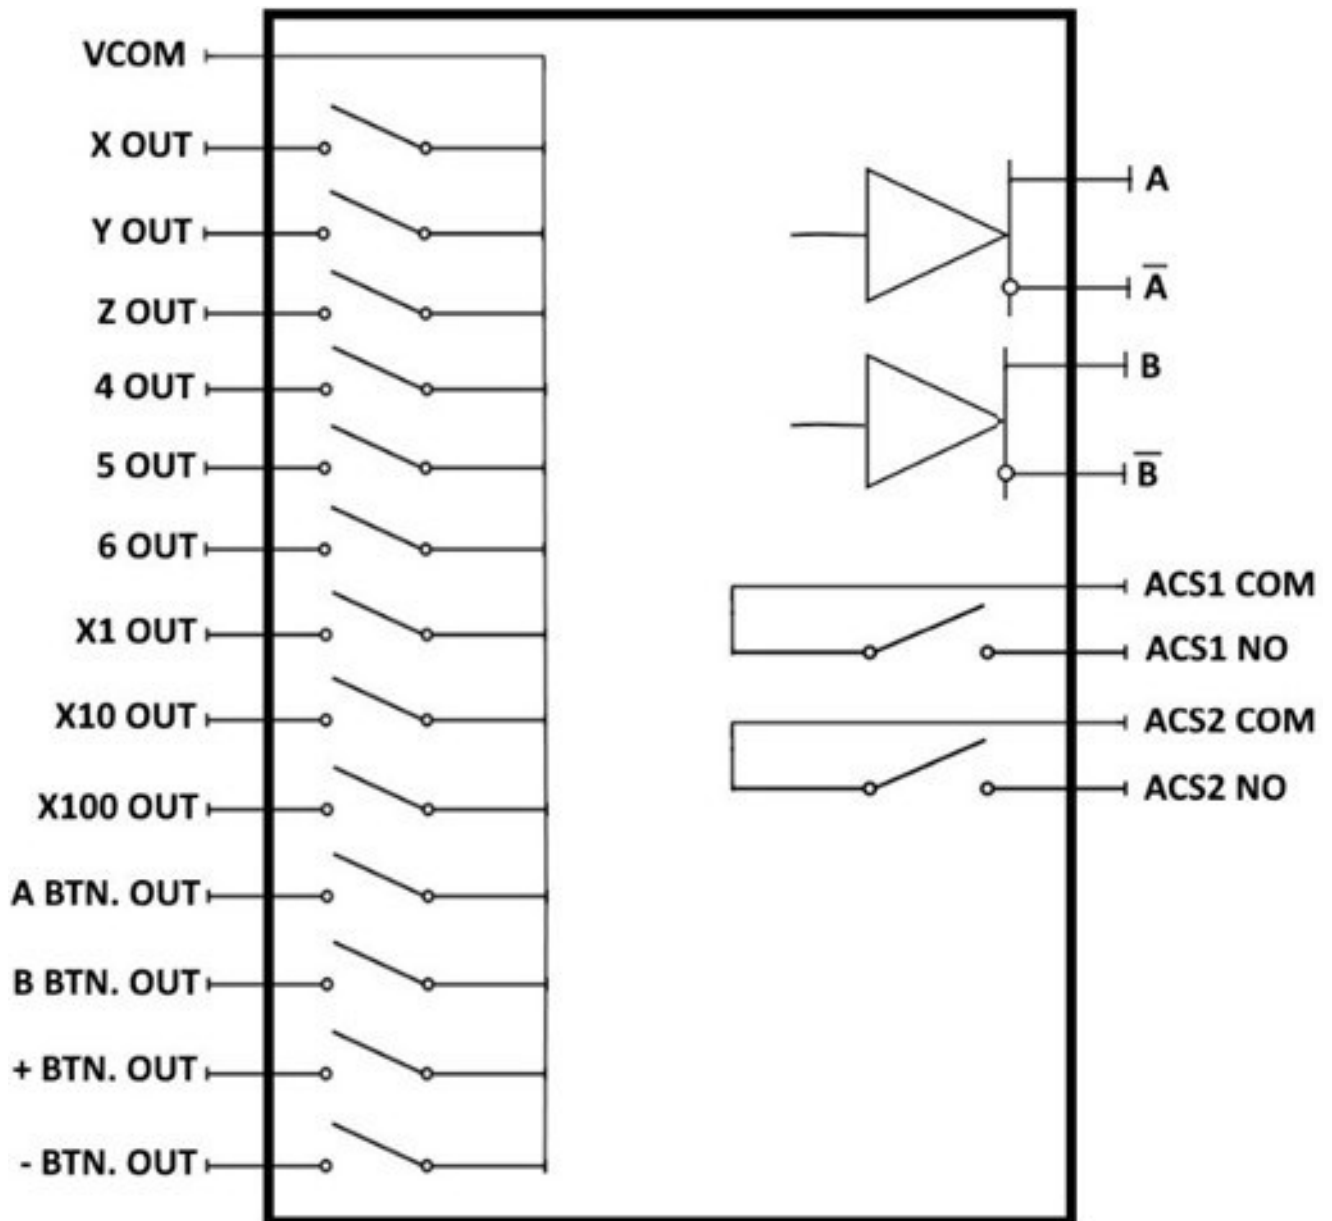 VCOM
X OUT
Y OUT
Z OUT
4 OUT
5 OUT
6 OUT
X1 OUT
X10 OUT
X100 OUT
A BTN. OUT
B BTN. OUT
+ BTN. OUT
- BTN. OUT
A
A̅
B
B̅
ACS1 COM
ACS1 NO
ACS2 COM
ACS2 NO